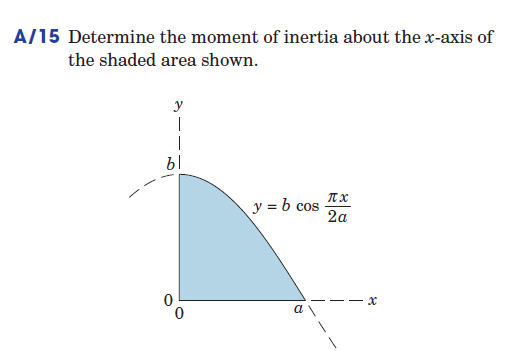 A/15 Determine the moment of inertia about the x-axis of
the shaded area shown.
y
b
y = b cos πx/2a
0
0
a
x